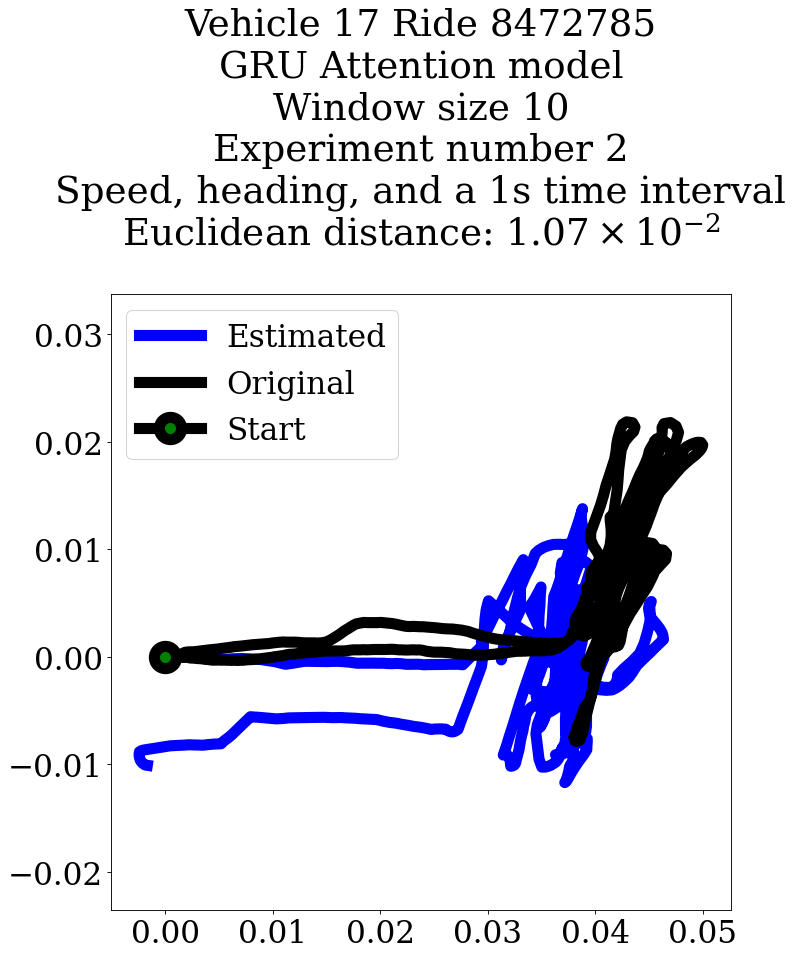 Vehicle 17 Ride 8472785
GRU Attention model
Window size 10
Experiment number 2
Speed, heading, and a 1s time interval
Euclidean distance: 1.07 × 10⁻²
Estimated
Original
Start
0.03
0.02
0.01
0.00
−0.01
−0.02
0.00 0.01 0.02 0.03 0.04 0.05